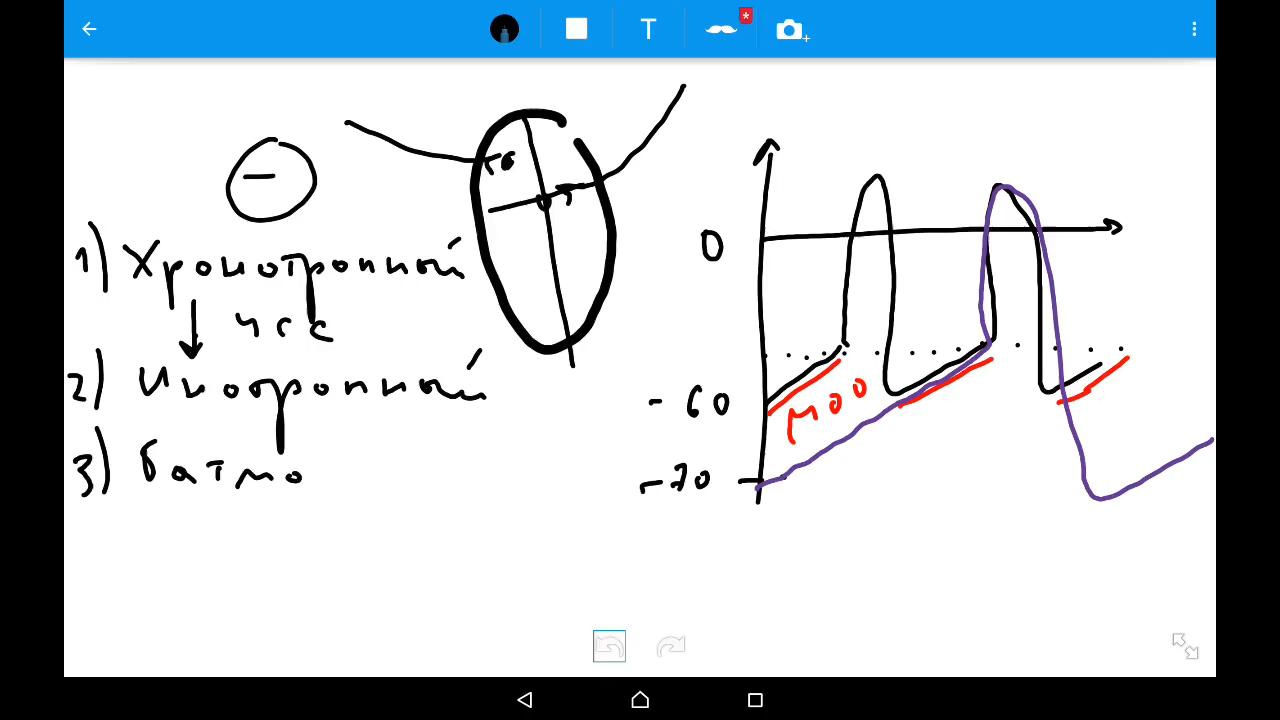 T
1) Хронотропный
ЧСС
2) Инотропный
3) батмо
0
- 60
МДД
-70